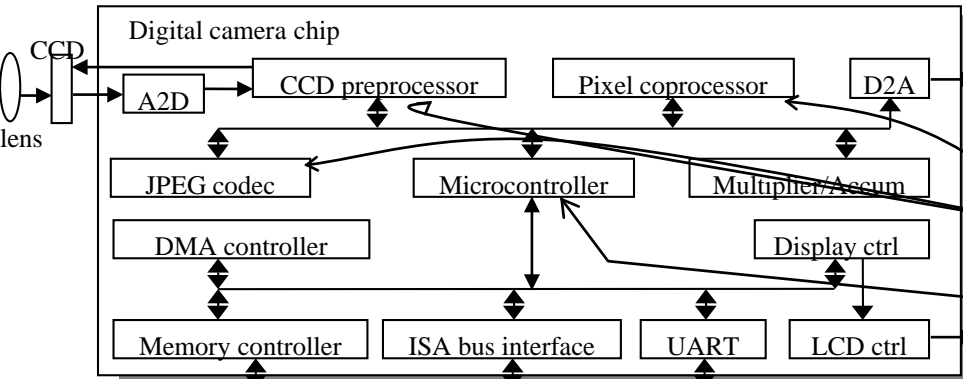 Digital camera chip
CCD
lens
A2D
CCD preprocessor
Pixel coprocessor
D2A
JPEG codec
Microcontroller
Multiplier/Accum
DMA controller
Display ctrl
Memory controller
ISA bus interface
UART
LCD ctrl